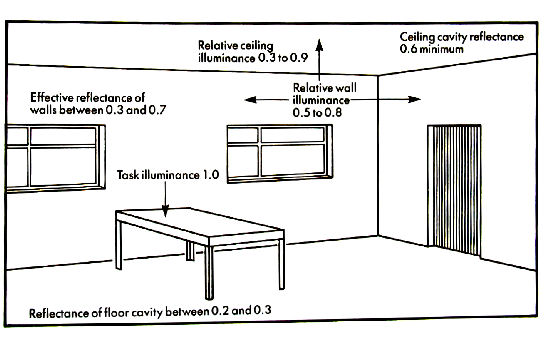 Relative ceiling
illuminance 0.3 to 0.9
Ceiling cavity reflectance
0.6 minimum
Effective reflectance of
walls between 0.3 and 0.7
Relative wall
illuminance
0.5 to 0.8
Task illuminance 1.0
Reflectance of floor cavity between 0.2 and 0.3